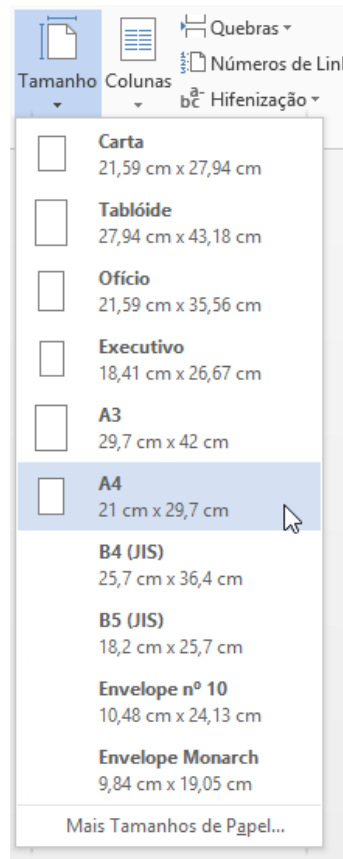 Quebras
Números de Lin
Tamanho Colunas
Hifenização
Carta
21,59 cm x 27,94 cm
Tablóide
27,94 cm x 43,18 cm
Ofício
21,59 cm x 35,56 cm
Executivo
18,41 cm x 26,67 cm
A3
29,7 cm x 42 cm
A4
21 cm x 29,7 cm
B4 (JIS)
25,7 cm x 36,4 cm
B5 (JIS)
18,2 cm x 25,7 cm
Envelope nº 10
10,48 cm x 24,13 cm
Envelope Monarch
9,84 cm x 19,05 cm
Mais Tamanhos de Papel...